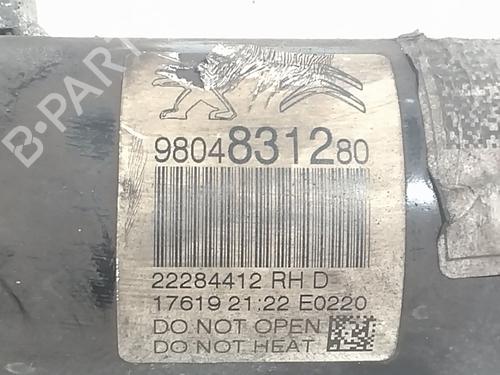 B-PARTS
9804831280
22284412 RH D
17619 21:22 E0220
DO NOT OPEN
DO NOT HEAT